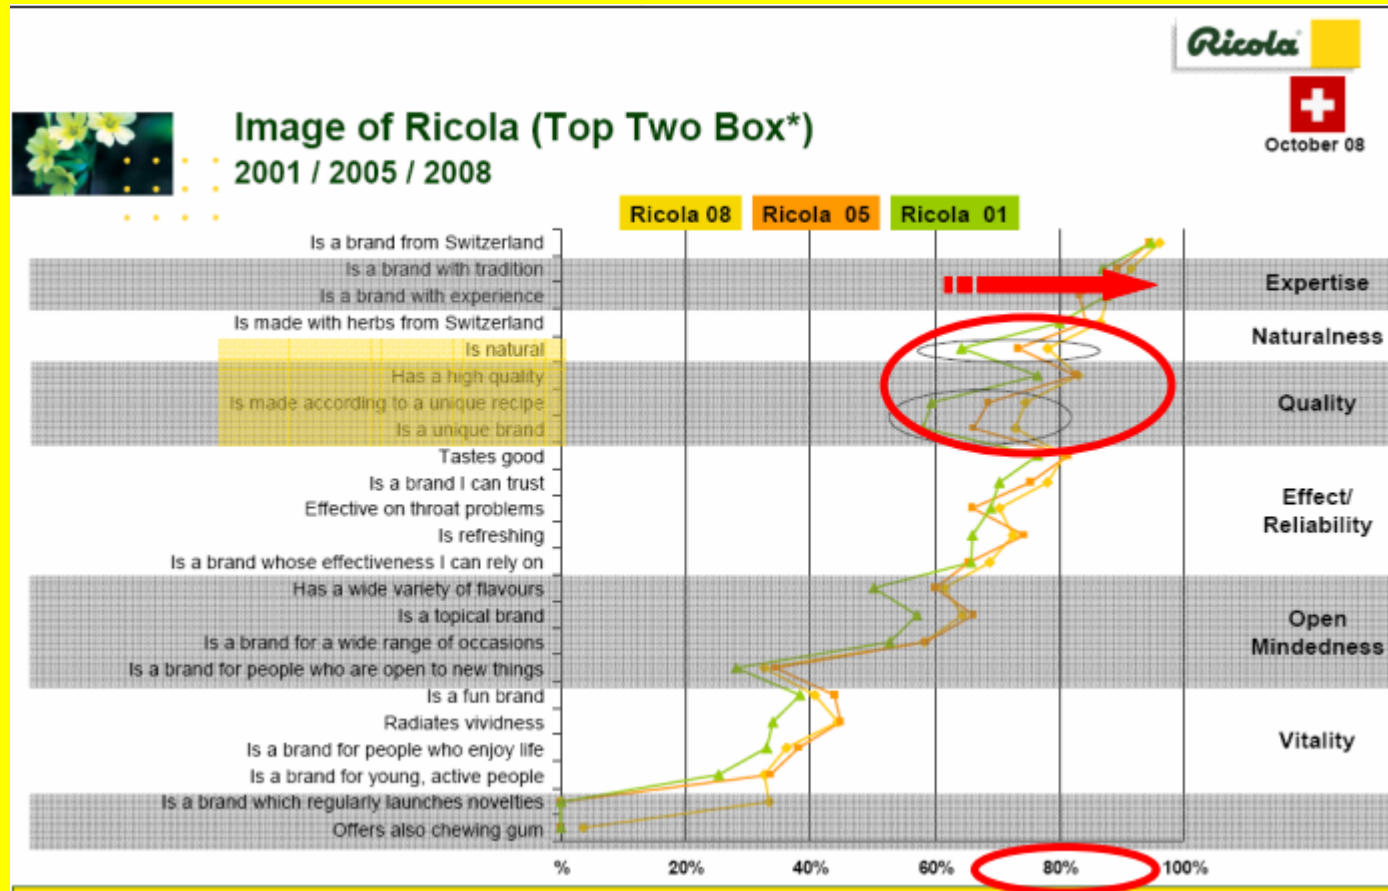 Ricola
October 08
Image of Ricola (Top Two Box*)
2001 / 2005 / 2008
Ricola 08
Ricola 05
Ricola 01
Is a brand from Switzerland
Is a brand with tradition
Is a brand with experience
Expertise
Is made with herbs from Switzerland
Is natural
Naturalness
Has a high quality
Is made according to a unique recipe
Is a unique brand
Quality
Tastes good
Is a brand I can trust
Effective on throat problems
Is refreshing
Is a brand whose effectiveness I can rely on
Effect/
Reliability
Has a wide variety of flavours
Is a topical brand
Is a brand for a wide range of occasions
Is a brand for people who are open to new things
Open
Mindedness
Is a fun brand
Radiates vividness
Is a brand for people who enjoy life
Is a brand for young, active people
Vitality
Is a brand which regularly launches novelties
Offers also chewing gum
% 20% 40% 60% 80% 100%